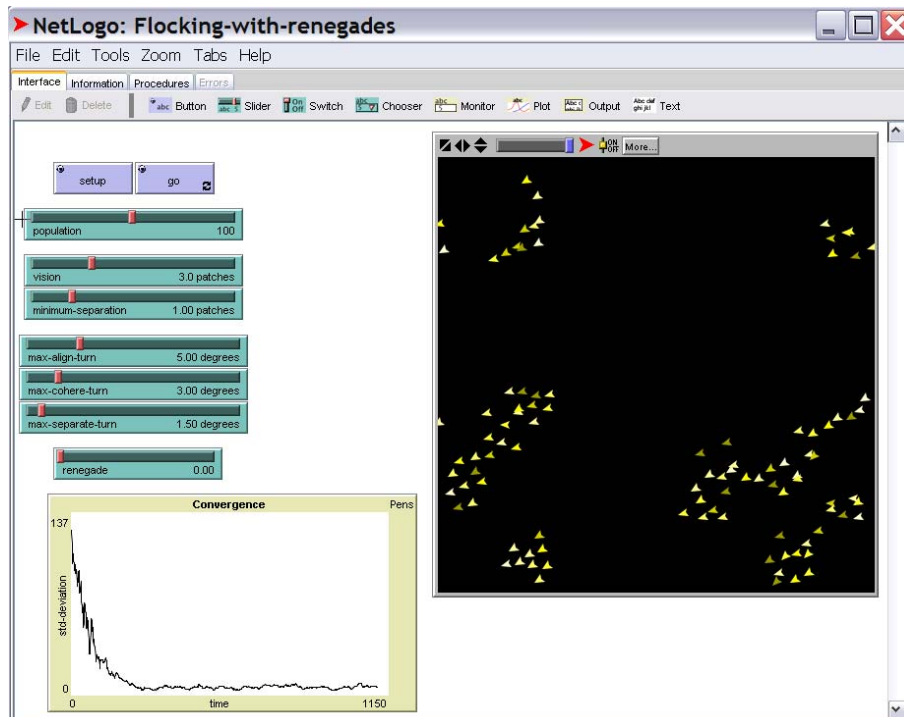 NetLogo: Flocking-with-renegades
File Edit Tools Zoom Tabs Help
Interface Information Procedures Errors
Edit Delete Button Slider Switch Chooser Monitor Plot Output Text
ON OFF More...
setup go
population 100
vision 3.0 patches
minimum-separation 1.00 patches
max-align-turn 5.00 degrees
max-cohere-turn 3.00 degrees
max-separate-turn 1.50 degrees
renegade 0.00
Convergence Pens
137
std-deviation
0
0 time 1150